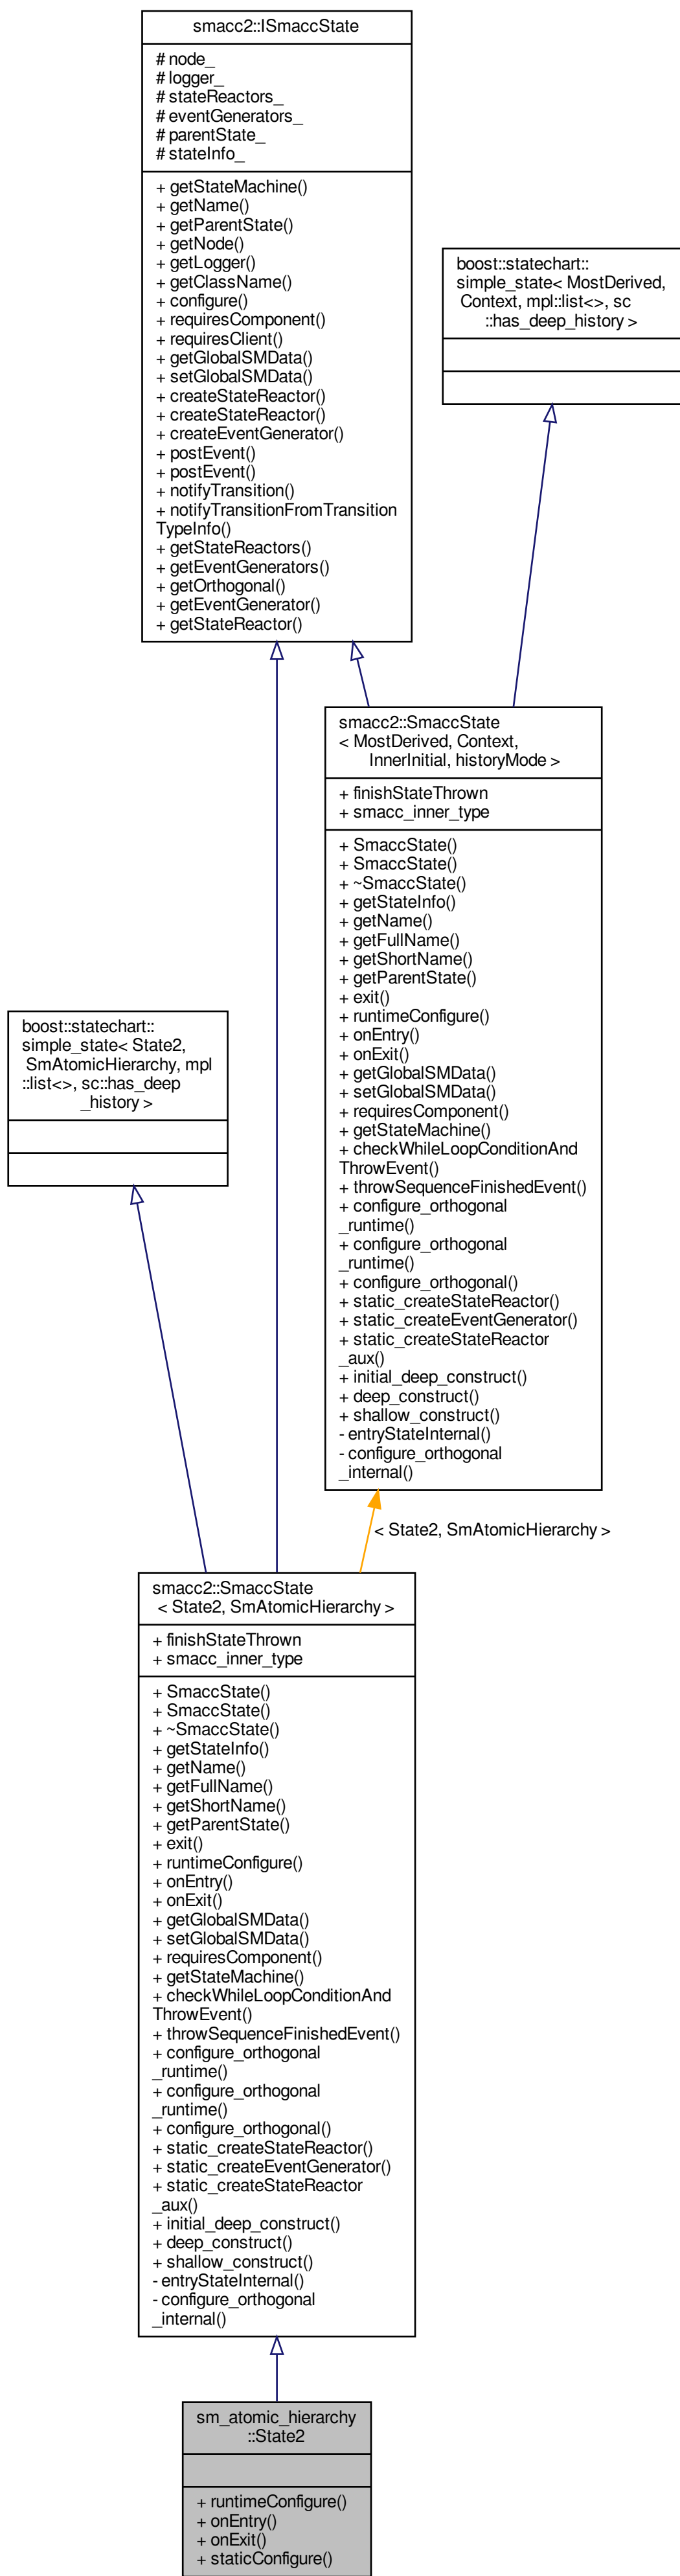 smacc2::ISmaccState
# node_
# logger_
# stateReactors_
# eventGenerators_
# parentState_
# stateInfo_
+ getStateMachine()
+ getName()
+ getParentState()
+ getNode()
+ getLogger()
+ getClassName()
+ configure()
+ requiresComponent()
+ requiresClient()
+ getGlobalSMData()
+ setGlobalSMData()
+ createStateReactor()
+ createStateReactor()
+ createEventGenerator()
+ postEvent()
+ postEvent()
+ notifyTransition()
+ notifyTransitionFromTransition
TypeInfo()
+ getStateReactors()
+ getEventGenerators()
+ getOrthogonal()
+ getEventGenerator()
+ getStateReactor()
boost::statechart::
simple_state< MostDerived,
Context, mpl::list<>, sc
::has_deep_history >
smacc2::SmaccState
< MostDerived, Context,
InnerInitial, historyMode >
+ finishStateThrown
+ smacc_inner_type
+ SmaccState()
+ SmaccState()
+ ~SmaccState()
+ getStateInfo()
+ getName()
+ getFullName()
+ getShortName()
+ getParentState()
+ exit()
+ runtimeConfigure()
+ onEntry()
+ onExit()
+ getGlobalSMData()
+ setGlobalSMData()
+ requiresComponent()
+ getStateMachine()
+ checkWhileLoopConditionAnd
ThrowEvent()
+ throwSequenceFinishedEvent()
+ configure_orthogonal
_runtime()
+ configure_orthogonal
_runtime()
+ configure_orthogonal()
+ static_createStateReactor()
+ static_createEventGenerator()
+ static_createStateReactor
_aux()
+ initial_deep_construct()
+ deep_construct()
+ shallow_construct()
- entryStateInternal()
- configure_orthogonal
_internal()
boost::statechart::
simple_state< State2,
SmAtomicHierarchy, mpl
::list<>, sc::has_deep
_history >
< State2, SmAtomicHierarchy >
smacc2::SmaccState
< State2, SmAtomicHierarchy >
+ finishStateThrown
+ smacc_inner_type
+ SmaccState()
+ SmaccState()
+ ~SmaccState()
+ getStateInfo()
+ getName()
+ getFullName()
+ getShortName()
+ getParentState()
+ exit()
+ runtimeConfigure()
+ onEntry()
+ onExit()
+ getGlobalSMData()
+ setGlobalSMData()
+ requiresComponent()
+ getStateMachine()
+ checkWhileLoopConditionAnd
ThrowEvent()
+ throwSequenceFinishedEvent()
+ configure_orthogonal
_runtime()
+ configure_orthogonal
_runtime()
+ configure_orthogonal()
+ static_createStateReactor()
+ static_createEventGenerator()
+ static_createStateReactor
_aux()
+ initial_deep_construct()
+ deep_construct()
+ shallow_construct()
- entryStateInternal()
- configure_orthogonal
_internal()
sm_atomic_hierarchy
::State2
+ runtimeConfigure()
+ onEntry()
+ onExit()
+ staticConfigure()